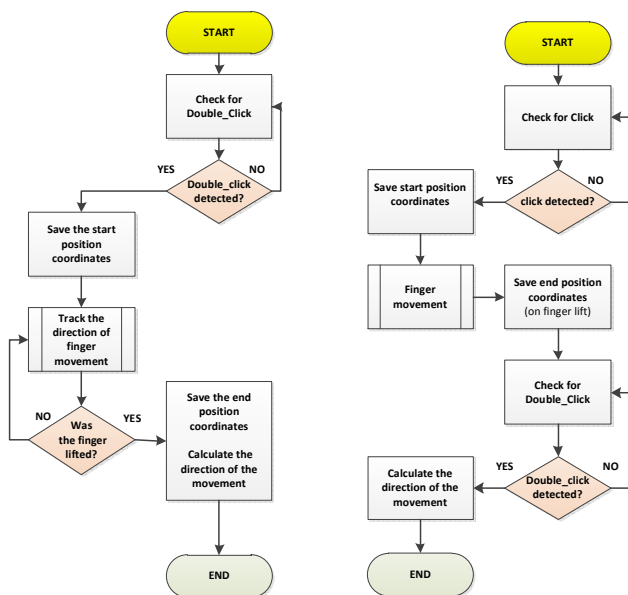 START
Check for
Double_Click
YES
NO
Double_click
detected?
Save the start
position
coordinates
Track the
direction of
finger
movement
NO
YES
Was
the finger
lifted?
Save the end
position
coordinates
Calculate the
direction of the
movement
END
START
Check for Click
YES
NO
click detected?
Save start position
coordinates
Finger
movement
Save end position
coordinates
(on finger lift)
Check for
Double_Click
YES
NO
Double_click
detected?
Calculate the
direction of the
movement
END